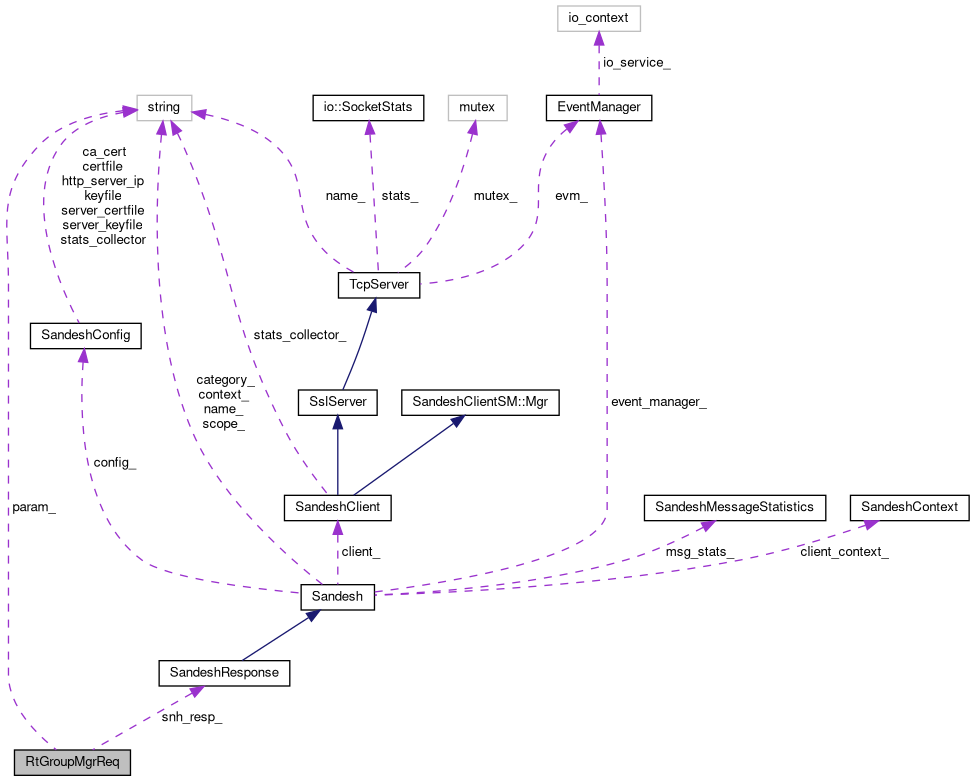 io_context
io_service_
string
io::SocketStats
mutex
EventManager
ca_cert
certfile
http_server_ip
keyfile
server_certfile
server_keyfile
stats_collector
name_
stats_
mutex_
evm_
TcpServer
SandeshConfig
stats_collector_
category_
context_
name_
scope_
SslServer
SandeshClientSM::Mgr
event_manager_
config_
param_
SandeshClient
SandeshMessageStatistics
SandeshContext
client_
msg_stats_
client_context_
Sandesh
SandeshResponse
snh_resp_
RtGroupMgrReq